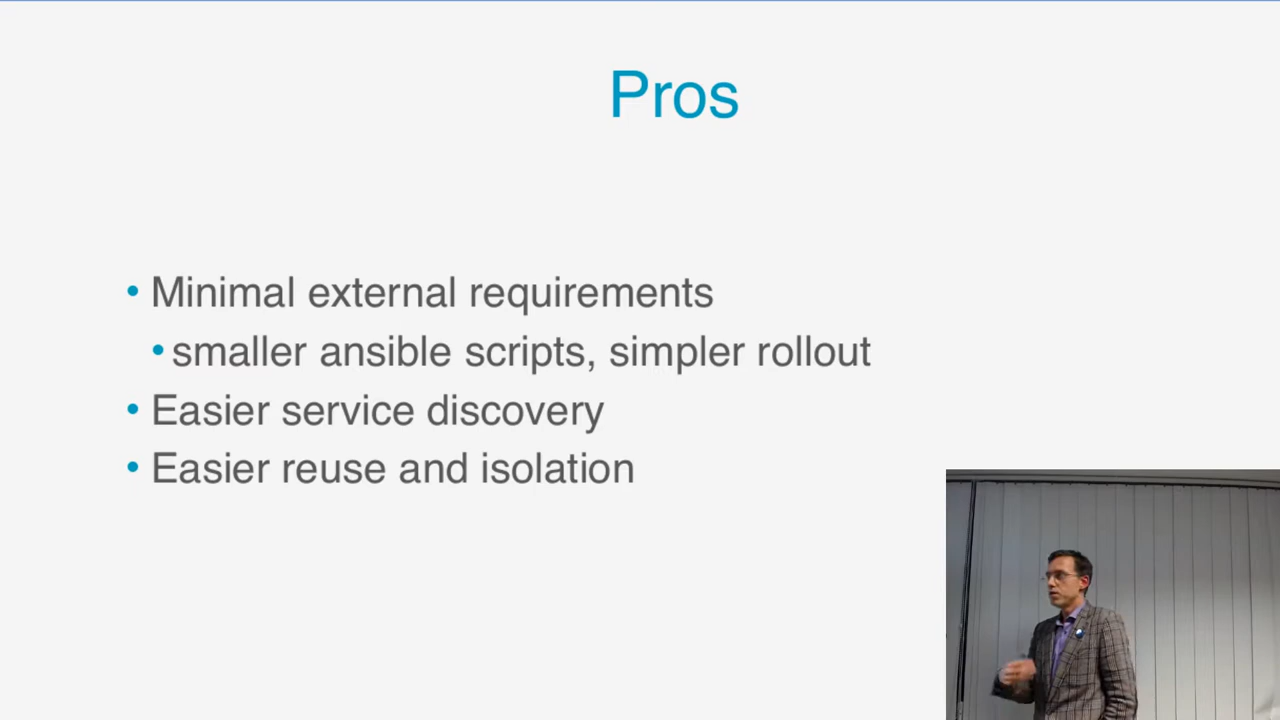 Pros
• Minimal external requirements
• smaller ansible scripts, simpler rollout
• Easier service discovery
• Easier reuse and isolation